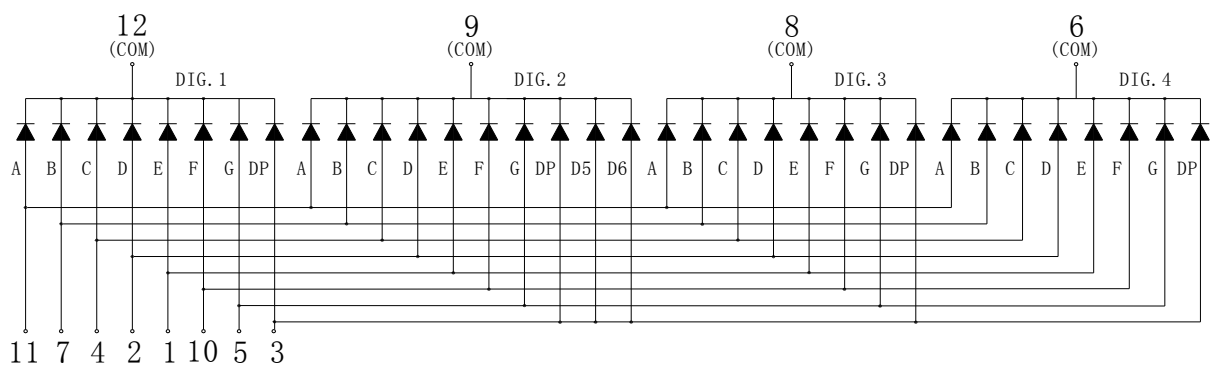 12 9 8 6
(COM) (COM) (COM) (COM)
DIG.1 DIG.2 DIG.3 DIG.4
A B C D E F G DP A B C D E F G DP D5 D6 A B C D E F G DP A B C D E F G DP
11 7 4 2 1 10 5 3